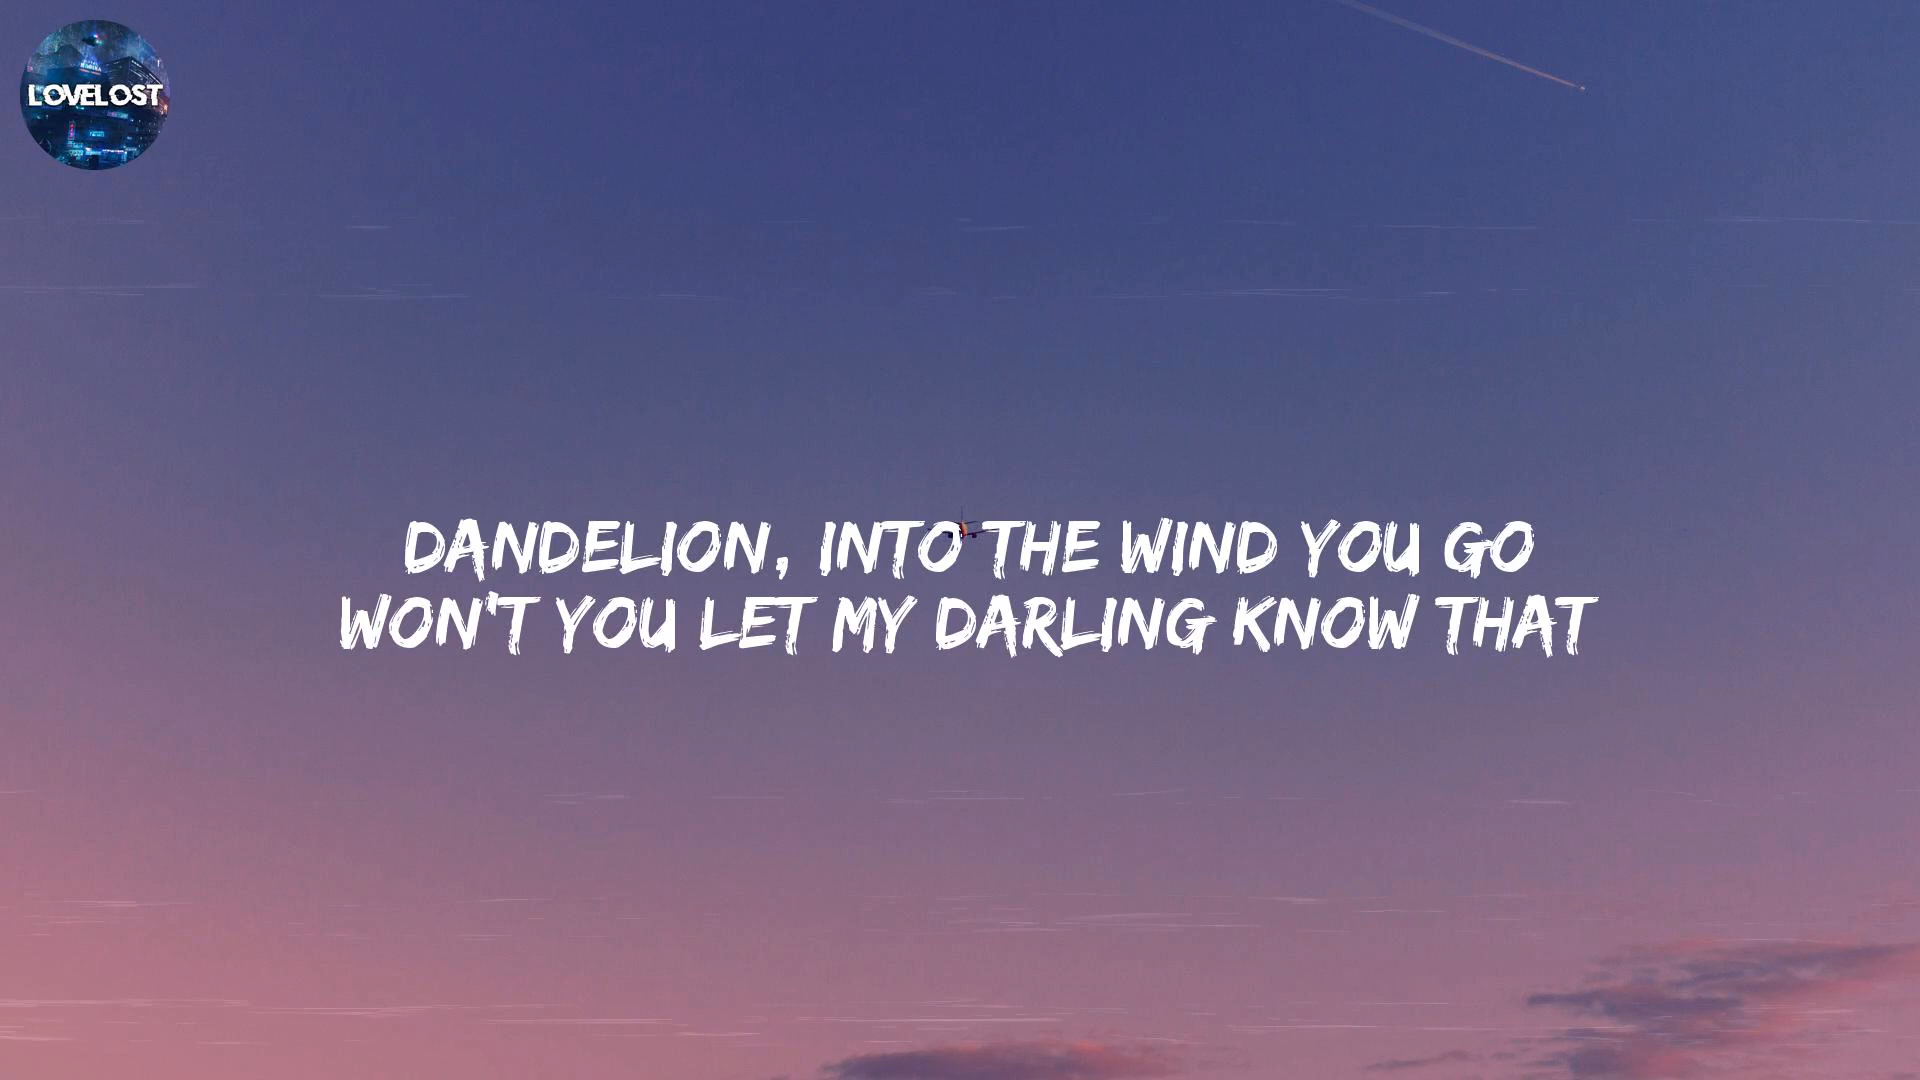 LOVELOST
DANDELION, INTO THE WIND YOU GO
WON'T YOU LET MY DARLING KNOW THAT